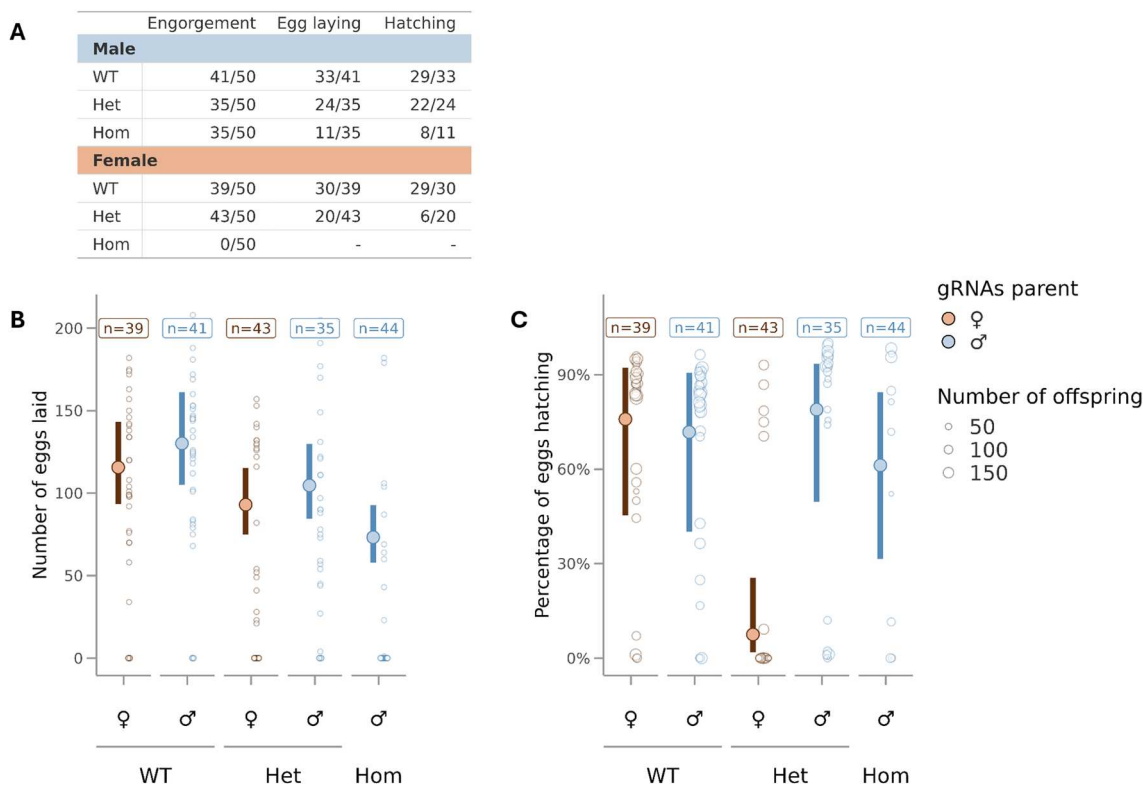 A
Engorgement Egg laying Hatching
Male
WT 41/50 33/41 29/33
Het 35/50 24/35 22/24
Hom 35/50 11/35 8/11
Female
WT 39/50 30/39 29/30
Het 43/50 20/43 6/20
Hom 0/50 - -
B
Number of eggs laid
200
150
100
50
0
n=39 n=41 n=43 n=35 n=44
♀ ♂ ♀ ♂ ♂
WT Het Hom
C
Percentage of eggs hatching
90%
60%
30%
0%
n=39 n=41 n=43 n=35 n=44
♀ ♂ ♀ ♂ ♂
WT Het Hom
gRNAs parent
♀
♂
Number of offspring
50
100
150